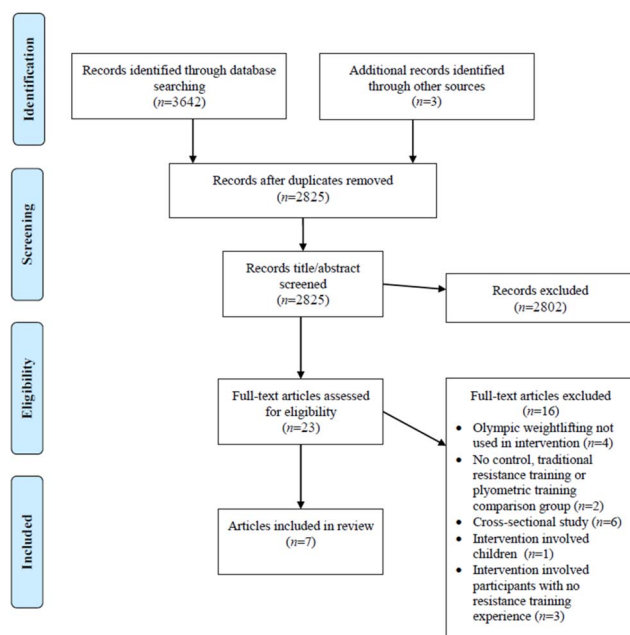 Identification
Records identified through database
searching
(n=3642)
Additional records identified
through other sources
(n=3)
Screening
Records after duplicates removed
(n=2825)
Records title/abstract
screened
(n=2825)
Records excluded
(n=2802)
Eligibility
Full-text articles assessed
for eligibility
(n=23)
Full-text articles excluded
(n=16)
• Olympic weightlifting not
used in intervention (n=4)
• No control, traditional
resistance training or
plyometric training
comparison group (n=2)
• Cross-sectional study (n=6)
• Intervention involved
children (n=1)
• Intervention involved
participants with no
resistance training
experience (n=3)
Included
Articles included in review
(n=7)